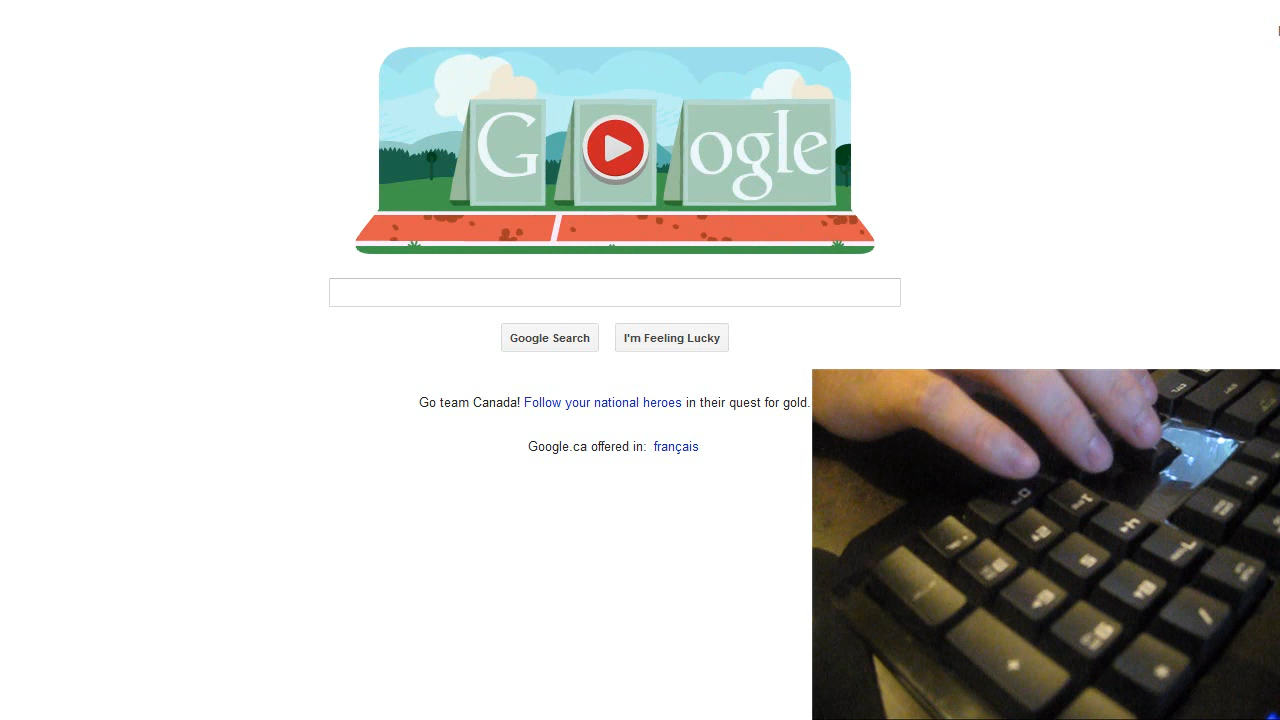 Google
Google Search
I'm Feeling Lucky
Go team Canada! Follow your national heroes in their quest for gold.
Google.ca offered in: français